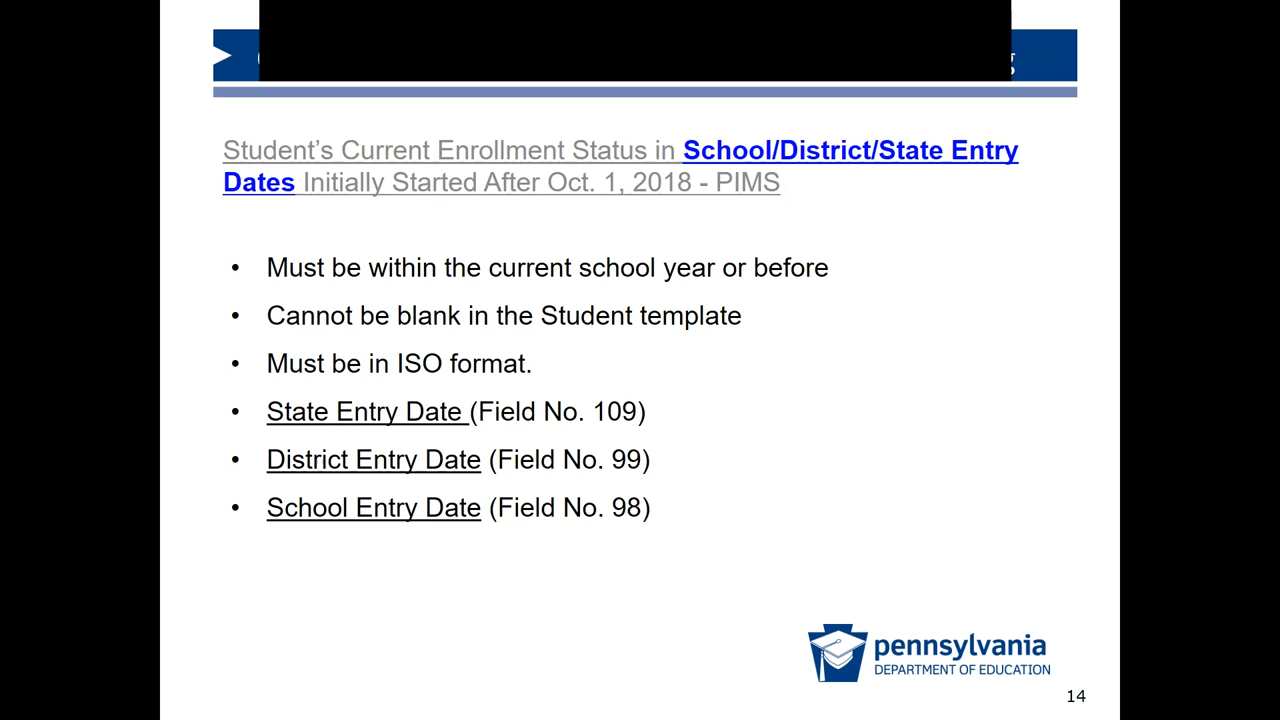 Student’s Current Enrollment Status in School/District/State Entry
Dates Initially Started After Oct. 1, 2018 - PIMS
• Must be within the current school year or before
• Cannot be blank in the Student template
• Must be in ISO format.
• State Entry Date (Field No. 109)
• District Entry Date (Field No. 99)
• School Entry Date (Field No. 98)
pennsylvania
DEPARTMENT OF EDUCATION
14